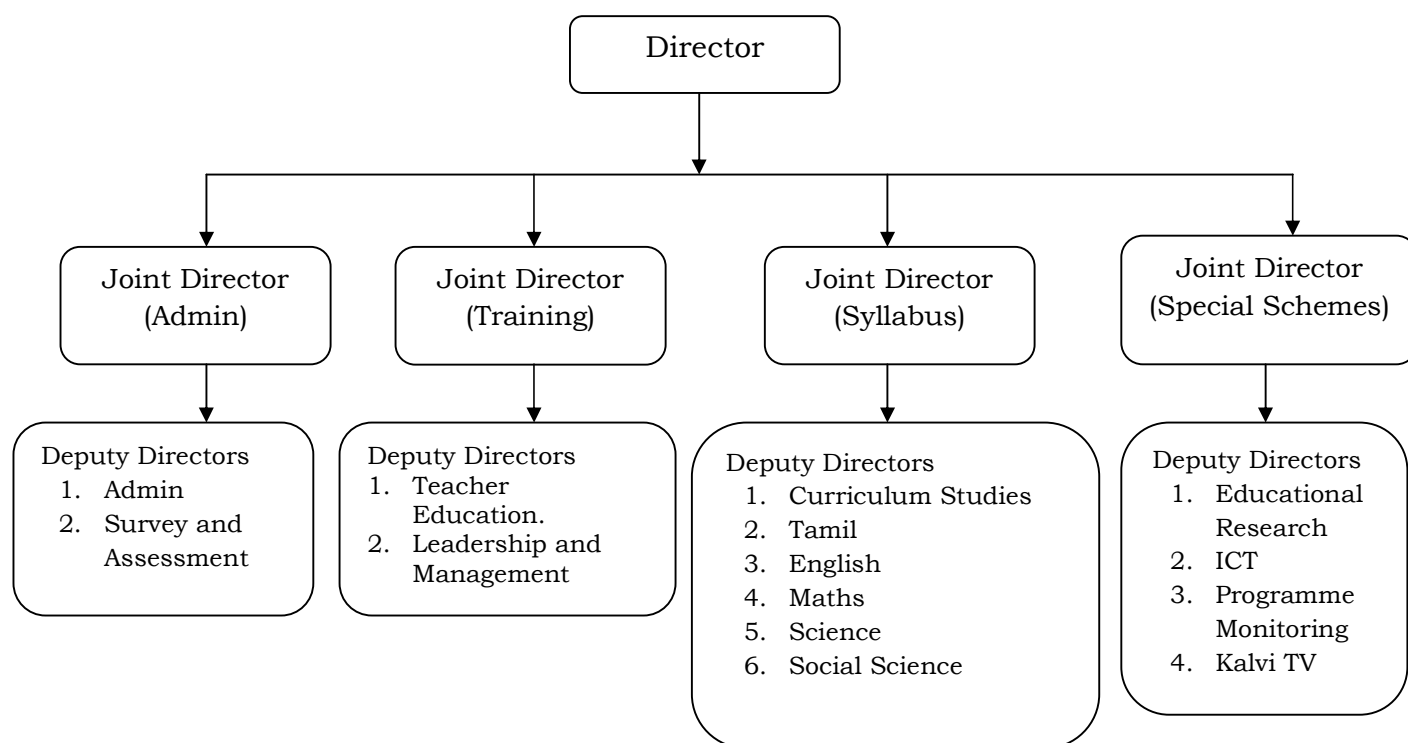 Director
Joint Director
(Admin)
Joint Director
(Training)
Joint Director
(Syllabus)
Joint Director
(Special Schemes)
Deputy Directors
1. Admin
2. Survey and
Assessment
Deputy Directors
1. Teacher
Education.
2. Leadership and
Management
Deputy Directors
1. Curriculum Studies
2. Tamil
3. English
4. Maths
5. Science
6. Social Science
Deputy Directors
1. Educational
Research
2. ICT
3. Programme
Monitoring
4. Kalvi TV